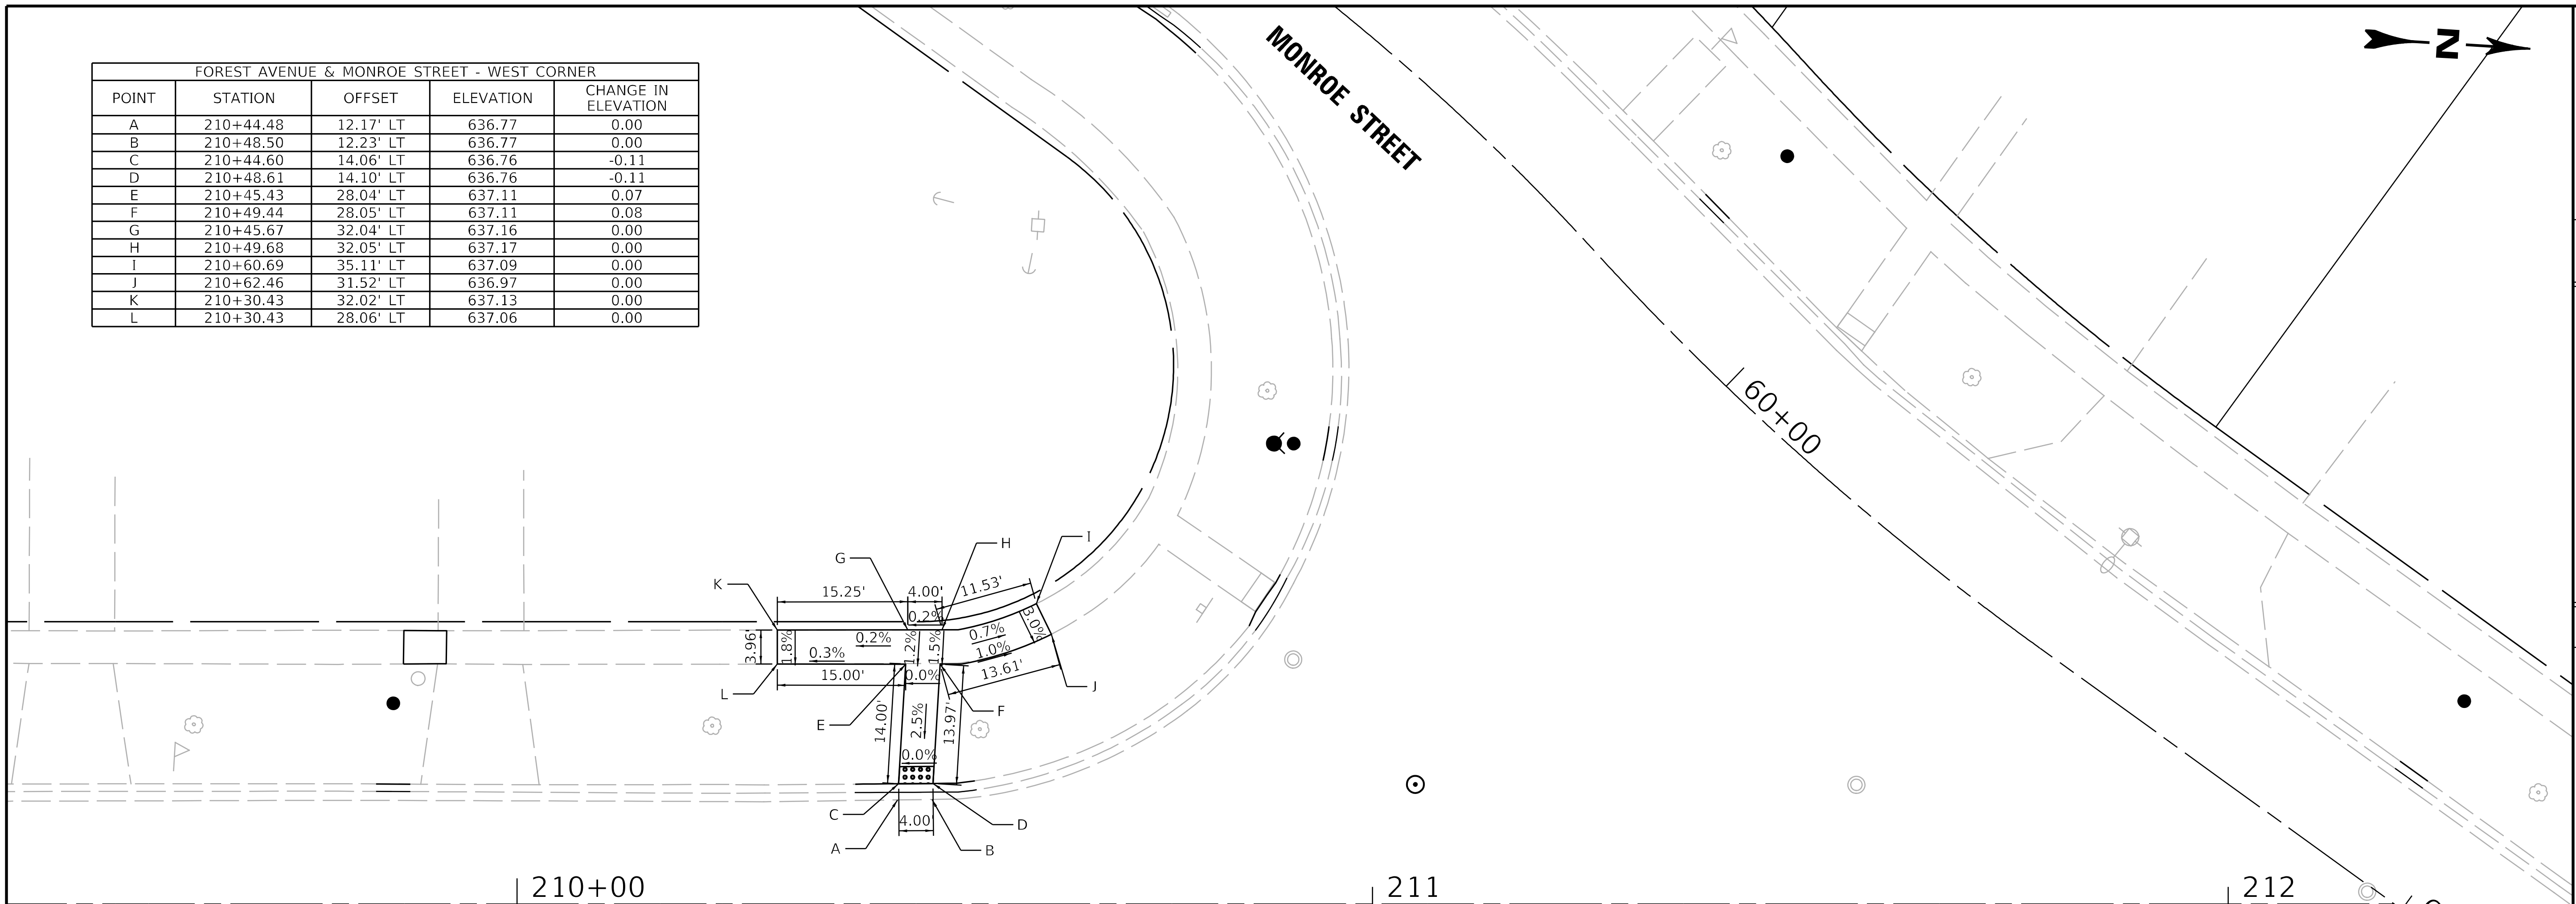 FOREST AVENUE & MONROE STREET - WEST CORNER
POINT STATION OFFSET ELEVATION CHANGE IN ELEVATION
A 210+44.48 12.17' LT 636.77 0.00
B 210+48.50 12.23' LT 636.77 0.00
C 210+44.60 14.06' LT 636.76 -0.11
D 210+48.61 14.10' LT 636.76 -0.11
E 210+45.43 28.04' LT 637.11 0.07
F 210+49.44 28.05' LT 637.11 0.08
G 210+45.67 32.04' LT 637.16 0.00
H 210+49.68 32.05' LT 637.17 0.00
I 210+60.69 35.11' LT 637.09 0.00
J 210+62.46 31.52' LT 636.97 0.00
K 210+30.43 32.02' LT 637.13 0.00
L 210+30.43 28.06' LT 637.06 0.00
MONROE STREET
N
60+00
G
H
I
K
15.25'
4.00'
11.53'
0.2%
3.0%
3.96'
1.8%
0.2%
0.3%
1.2%
1.5%
0.7%
1.0%
13.61'
L
15.00'
0.0%
J
E
F
14.00'
2.5%
13.97'
0.0%
C
D
4.00'
A
B
210+00
211
212